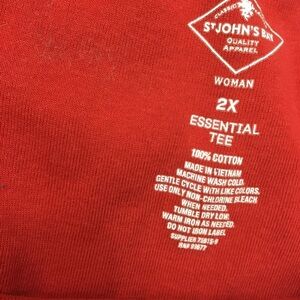 CLASSIC
ST JOHN'S BAY
QUALITY
APPAREL
WOMAN
2X
ESSENTIAL
TEE
100% COTTON
MADE IN VIETNAM
MACHINE WASH COLD,
GENTLE CYCLE WITH LIKE COLORS.
USE ONLY NON-CHLORINE BLEACH
WHEN NEEDED.
TUMBLE DRY LOW.
WARM IRON AS NEEDED.
DO NOT IRON LABEL
SUPPLIER
RN#